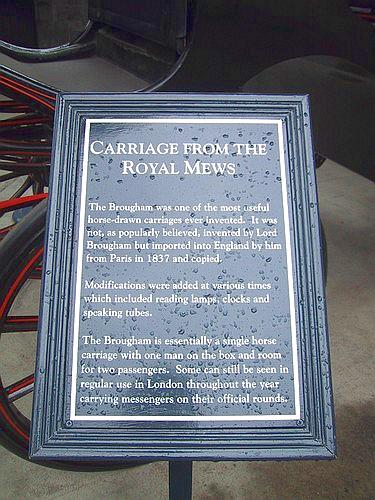 CARRIAGE FROM THE
ROYAL MEWS
The Brougham was one of the most useful
horse-drawn carriages ever invented. It was
not, as popularly believed, invented by Lord
Brougham but imported into England by him
from Paris in 1837 and copied.
Modifications were added at various times
which included reading lamps, clocks and
speaking tubes.
The Brougham is essentially a single horse
carriage with one man on the box and room
for two passengers. Some can still be seen in
regular use in London throughout the year
carrying messengers on their official rounds.